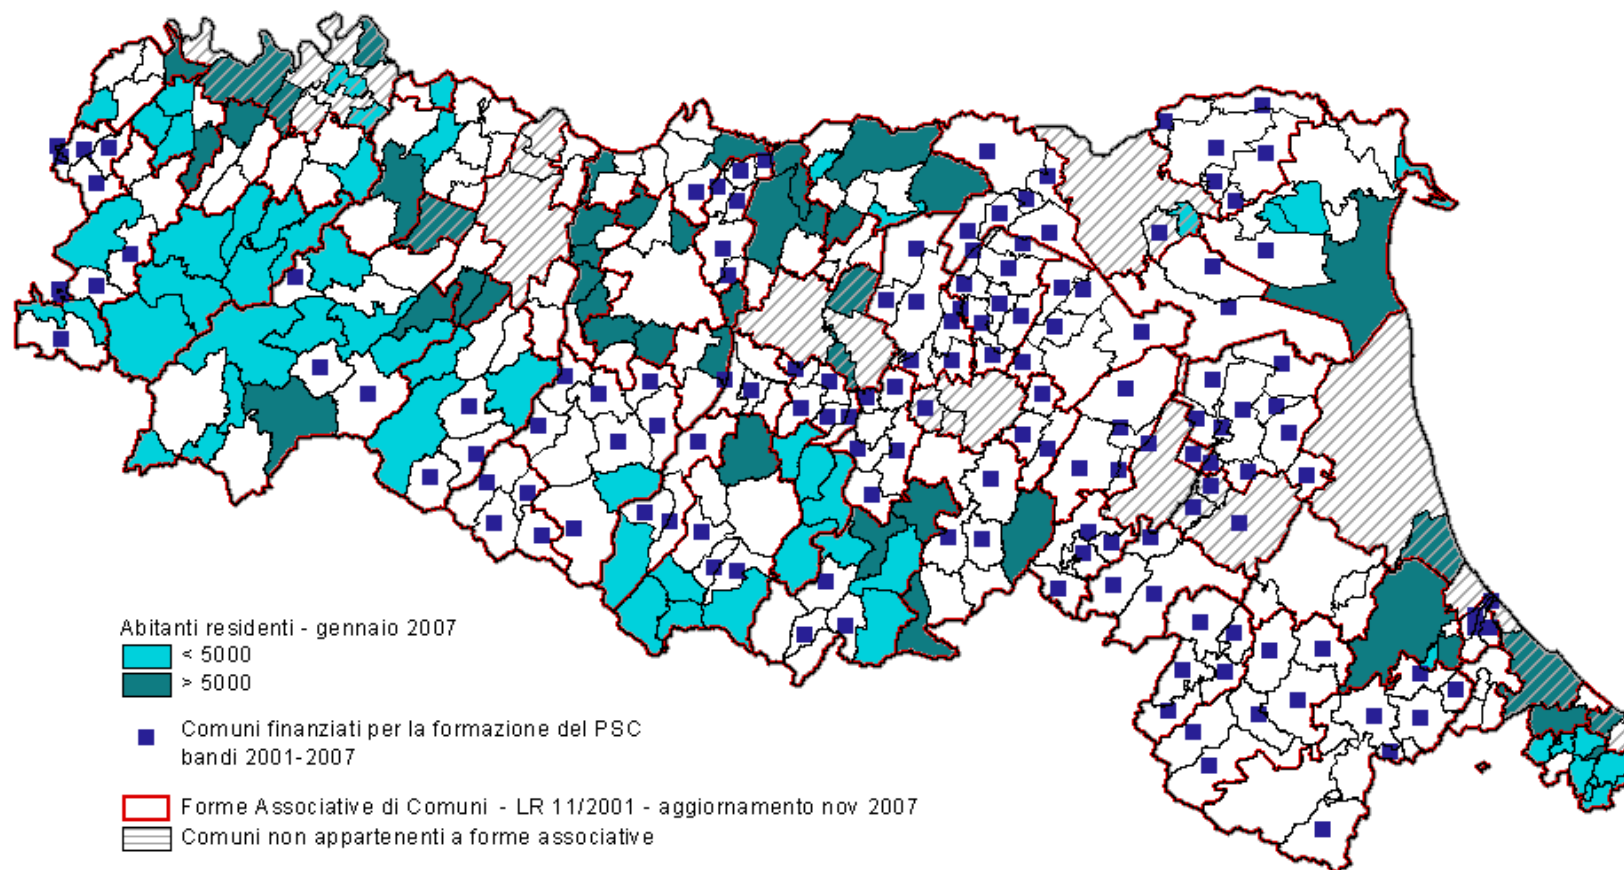 Abitanti residenti - gennaio 2007
< 5000
> 5000
Comuni finanziati per la formazione del PSC
bandi 2001-2007
Forme Associative di Comuni - LR 11/2001 - aggiornamento nov 2007
Comuni non appartenenti a forme associative